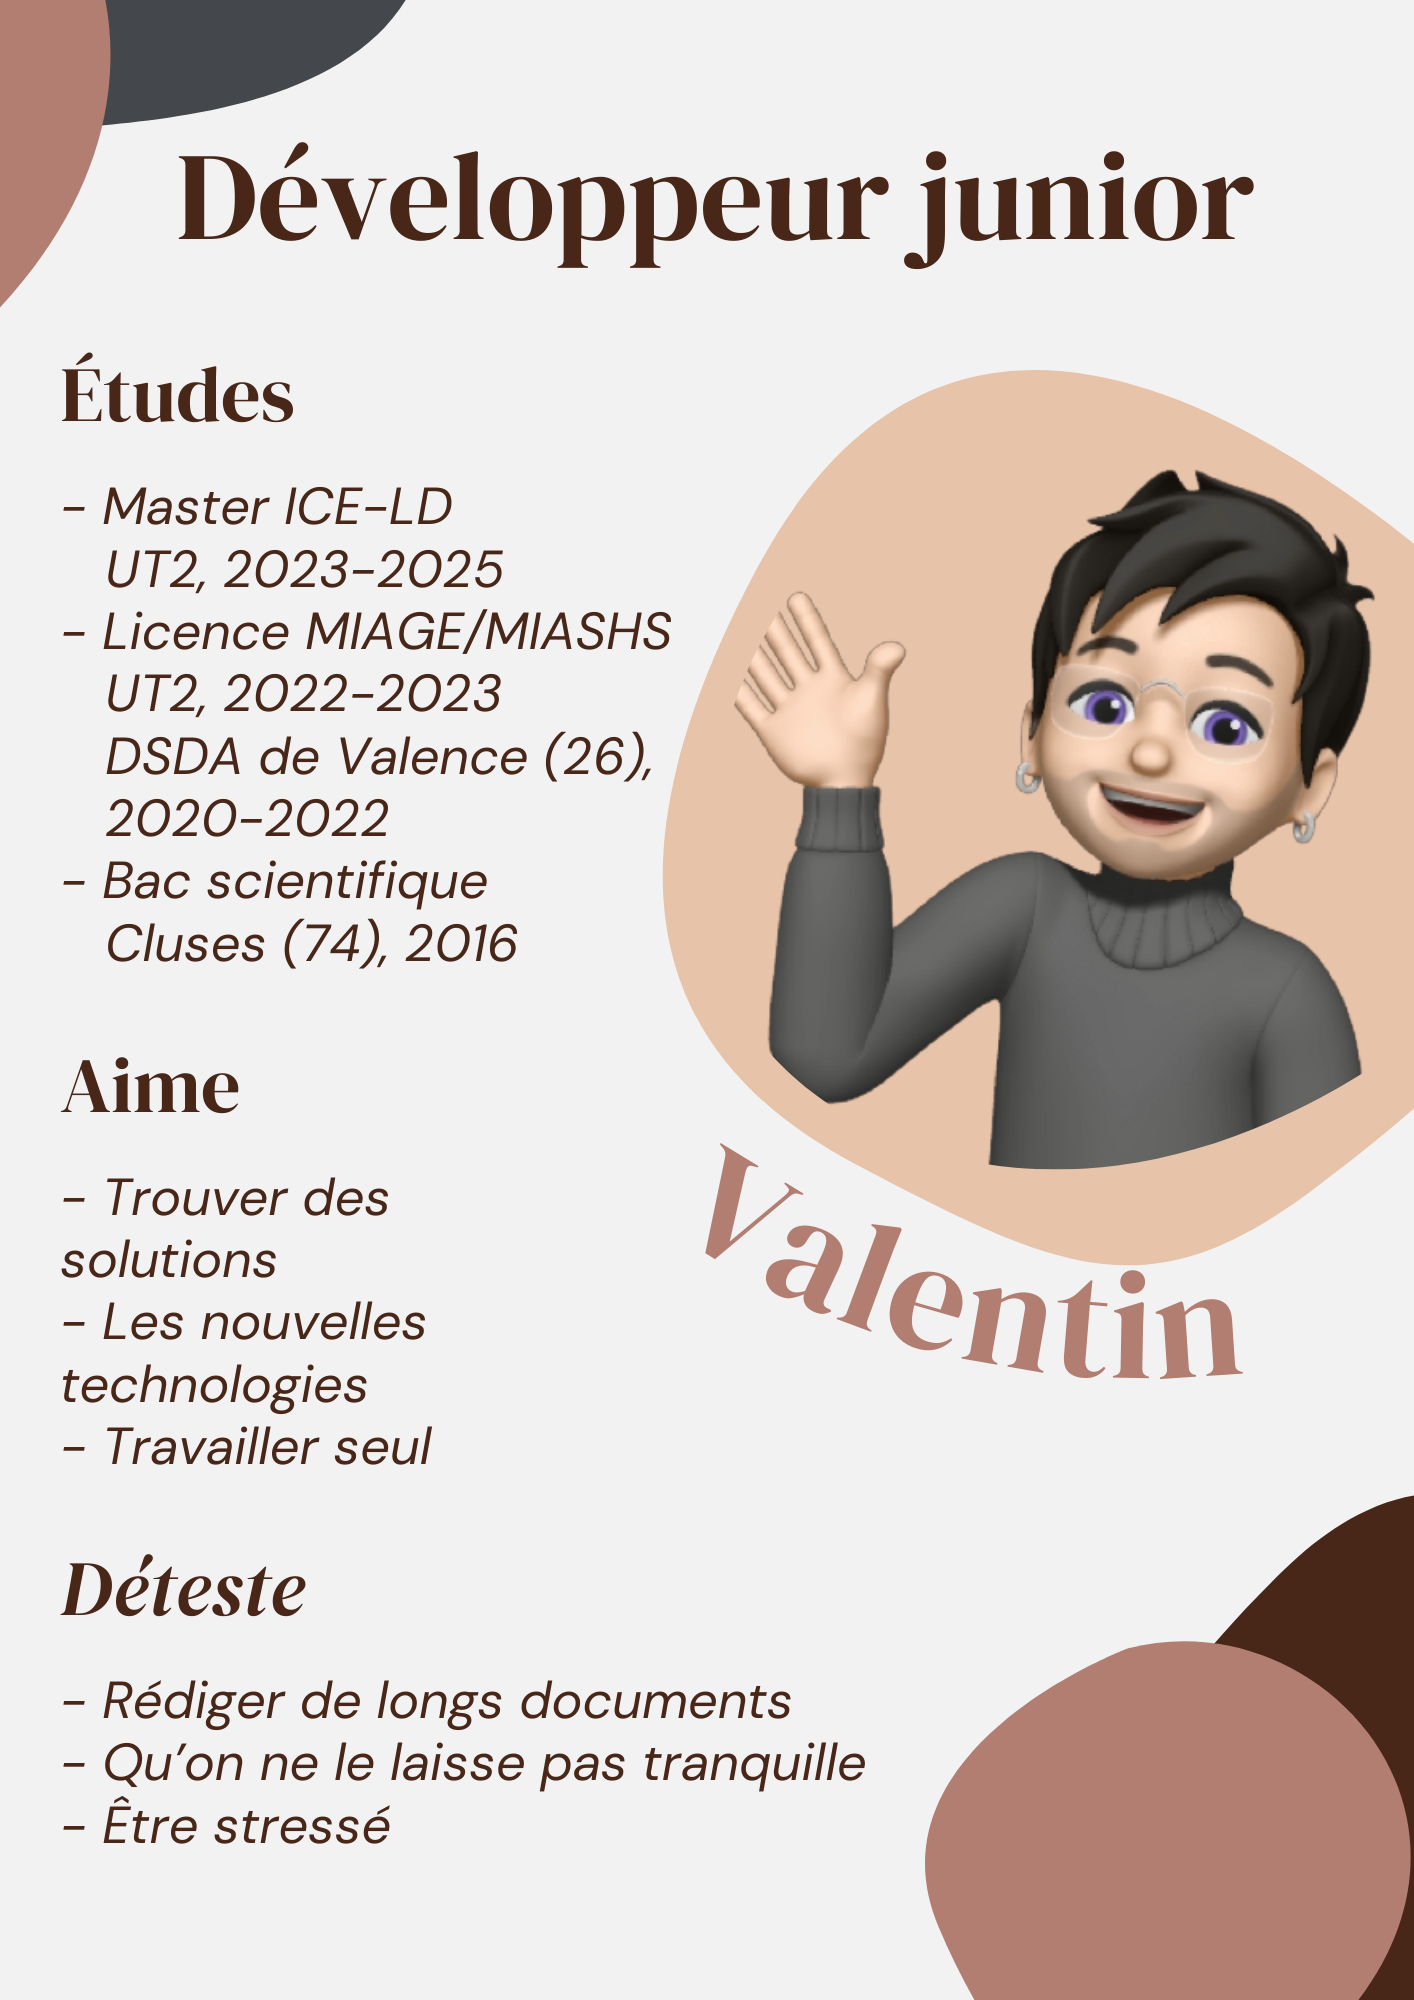 Développeur junior
Études
- Master ICE-LD
UT2, 2023-2025
- Licence MIAGE/MIASHS
UT2, 2022-2023
DSDA de Valence (26),
2020-2022
- Bac scientifique
Cluses (74), 2016
Aime
- Trouver des
solutions
- Les nouvelles
technologies
- Travailler seul
Valentin
Déteste
- Rédiger de longs documents
- Qu’on ne le laisse pas tranquille
- Être stressé